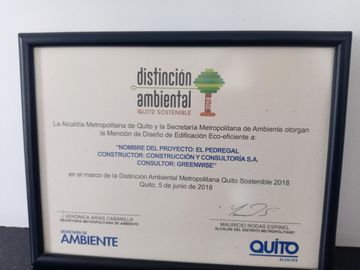 distinción
ambiental
2018
QUITO SOSTENIBLE
La Alcaldía Metropolitana de Quito y la Secretaría Metropolitana de Ambiente otorgan
la Mención de Diseño de Edificación Eco-eficiente a:
"NOMBRE DEL PROYECTO: EL PEDREGAL
CONSTRUCTOR: CONSTRUCCIÓN Y CONSULTORÍA S.A.
CONSULTOR: GREENWISE"
en el marco de la Distinción Ambiental Metropolitana Quito Sostenible 2018
Quito, 5 de junio de 2018
VERÓNICA ARIAS CABANILLA
SECRETARIA METROPOLITANA DE AMBIENTE
MAURICIO RODAS ESPINEL
ALCALDE DEL DISTRITO METROPOLITANO
SECRETARÍA DE
AMBIENTE
QUITO
ALCALDÍA